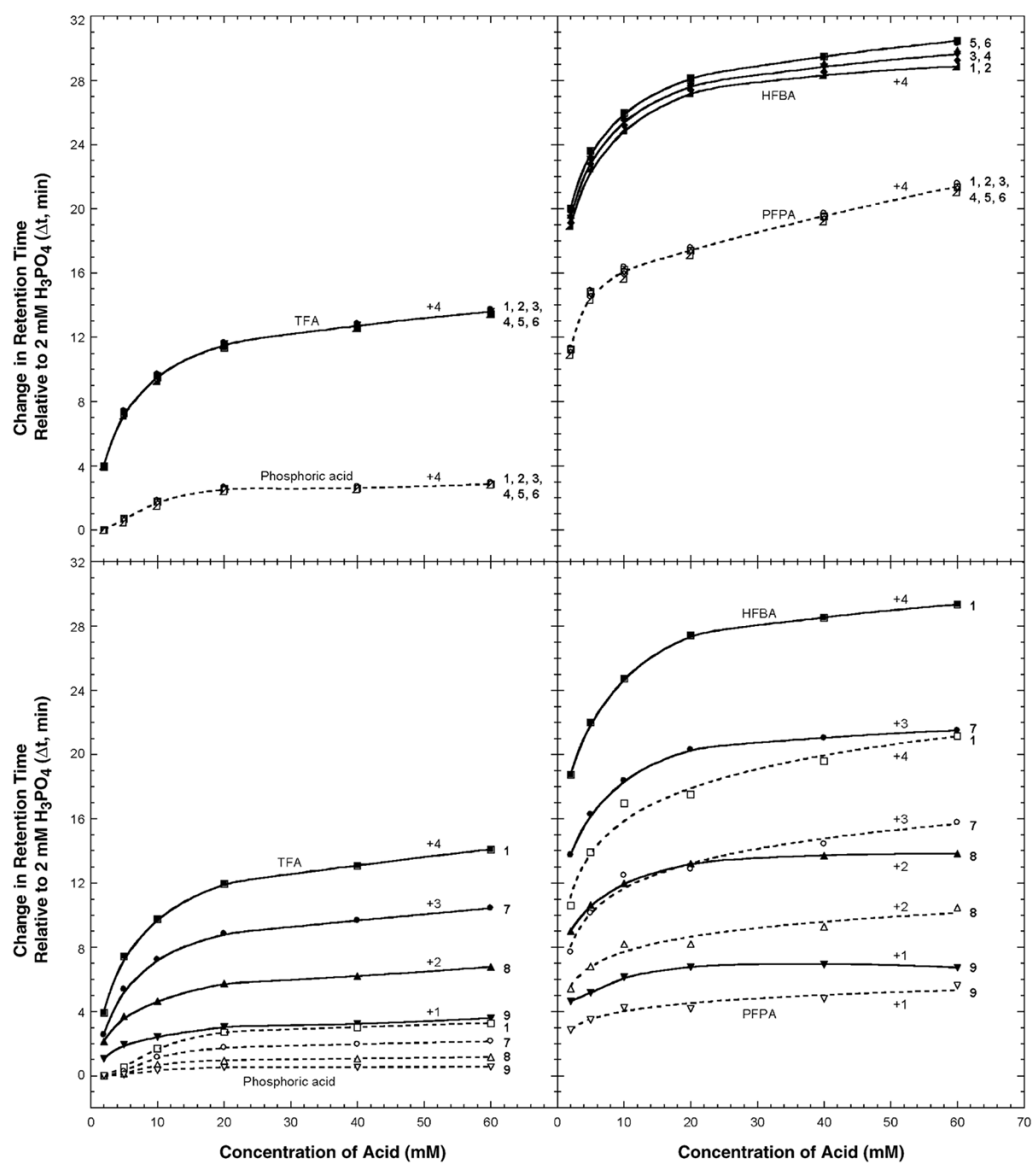 32
28
24
20
16
12
8
4
0
Change in Retention Time
Relative to 2 mM H₃PO₄ (Δt, min)
TFA
+4
1, 2, 3,
4, 5, 6
Phosphoric acid
+4
1, 2, 3,
4, 5, 6
5, 6
3, 4
1, 2
+4
HFBA
+4
PFPA
1, 2, 3,
4, 5, 6
32
28
24
20
16
12
8
4
0
Change in Retention Time
Relative to 2 mM H₃PO₄ (Δt, min)
+4
1
TFA
+3
7
+2
8
+1
9
1
7
8
9
Phosphoric acid
0 10 20 30 40 50 60
Concentration of Acid (mM)
+4
HFBA
1
+3
7
1
+4
+3
7
8
+2
+2
8
+1
9
9
+1
PFPA
0 10 20 30 40 50 60 70
Concentration of Acid (mM)